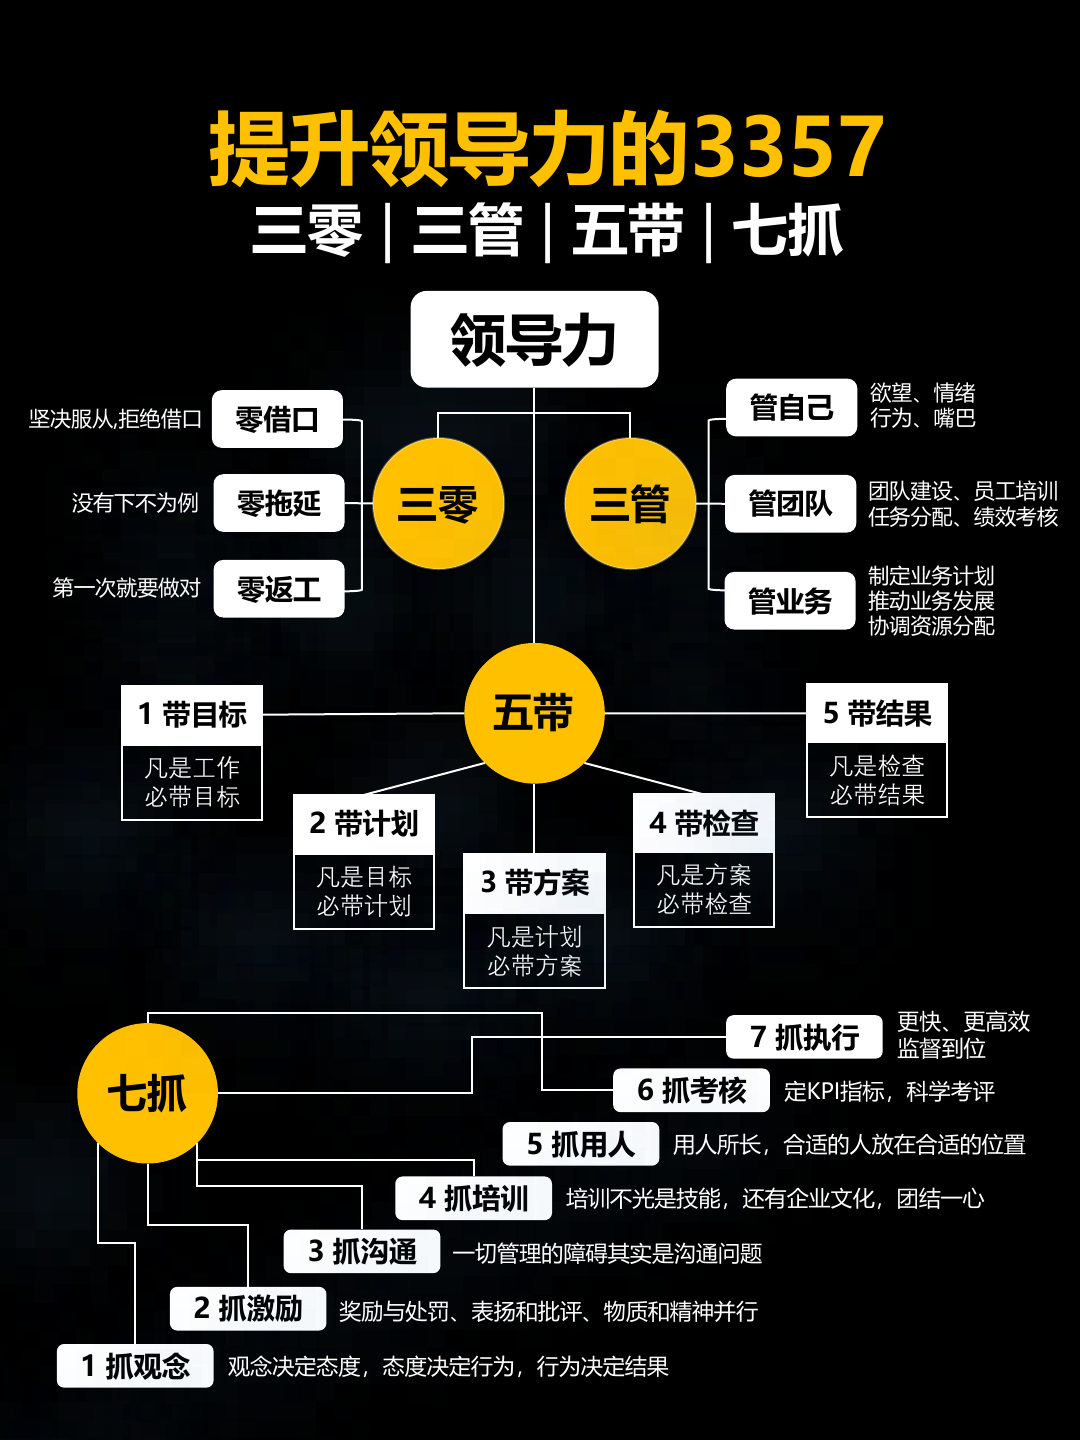 提升领导力的3357
三零｜三管｜五带｜七抓
领导力
三零
坚决服从,拒绝借口
零借口
没有下不为例
零拖延
第一次就要做对
零返工
三管
管自己
欲望、情绪
行为、嘴巴
管团队
团队建设、员工培训
任务分配、绩效考核
管业务
制定业务计划
推动业务发展
协调资源分配
五带
1 带目标
凡是工作
必带目标
2 带计划
凡是目标
必带计划
3 带方案
凡是计划
必带方案
4 带检查
凡是方案
必带检查
5 带结果
凡是检查
必带结果
七抓
7 抓执行
更快、更高效
监督到位
6 抓考核
定KPI指标，科学考评
5 抓用人
用人所长，合适的人放在合适的位置
4 抓培训
培训不光是技能，还有企业文化，团结一心
3 抓沟通
一切管理的障碍其实是沟通问题
2 抓激励
奖励与处罚、表扬和批评、物质和精神并行
1 抓观念
观念决定态度，态度决定行为，行为决定结果